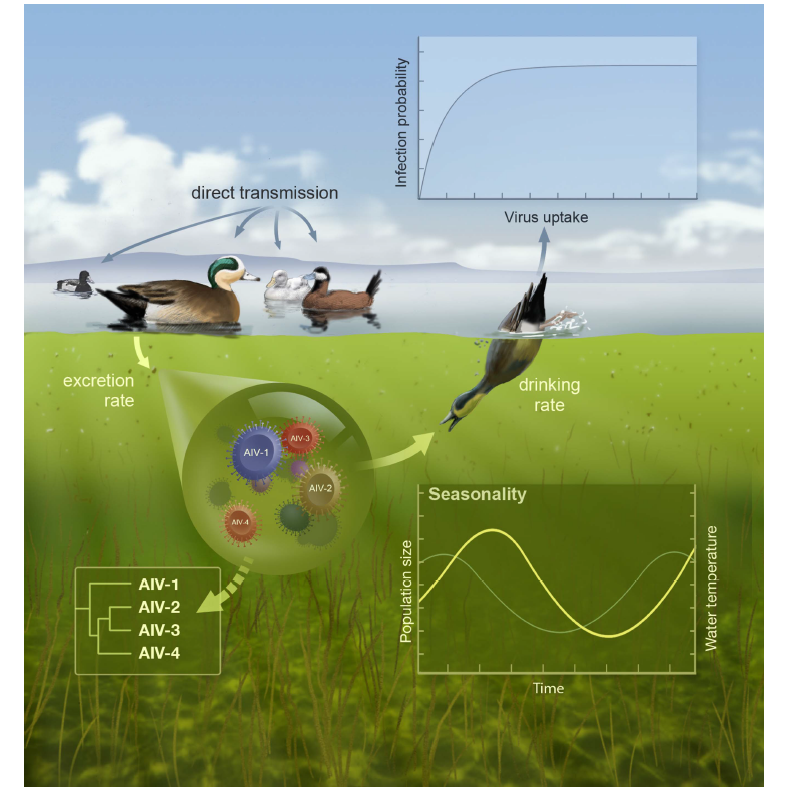 Infection probability
Virus uptake
direct transmission
excretion
rate
drinking
rate
AIV-1
AIV-3
AIV-2
AIV-4
AIV-1
AIV-2
AIV-3
AIV-4
Seasonality
Population size
Water temperature
Time